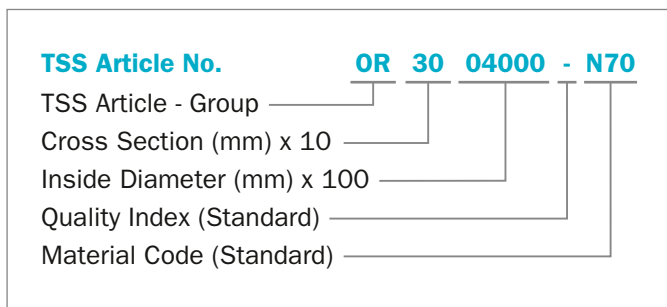 TSS Article No. OR 30 04000 - N70
TSS Article - Group
Cross Section (mm) x 10
Inside Diameter (mm) x 100
Quality Index (Standard)
Material Code (Standard)